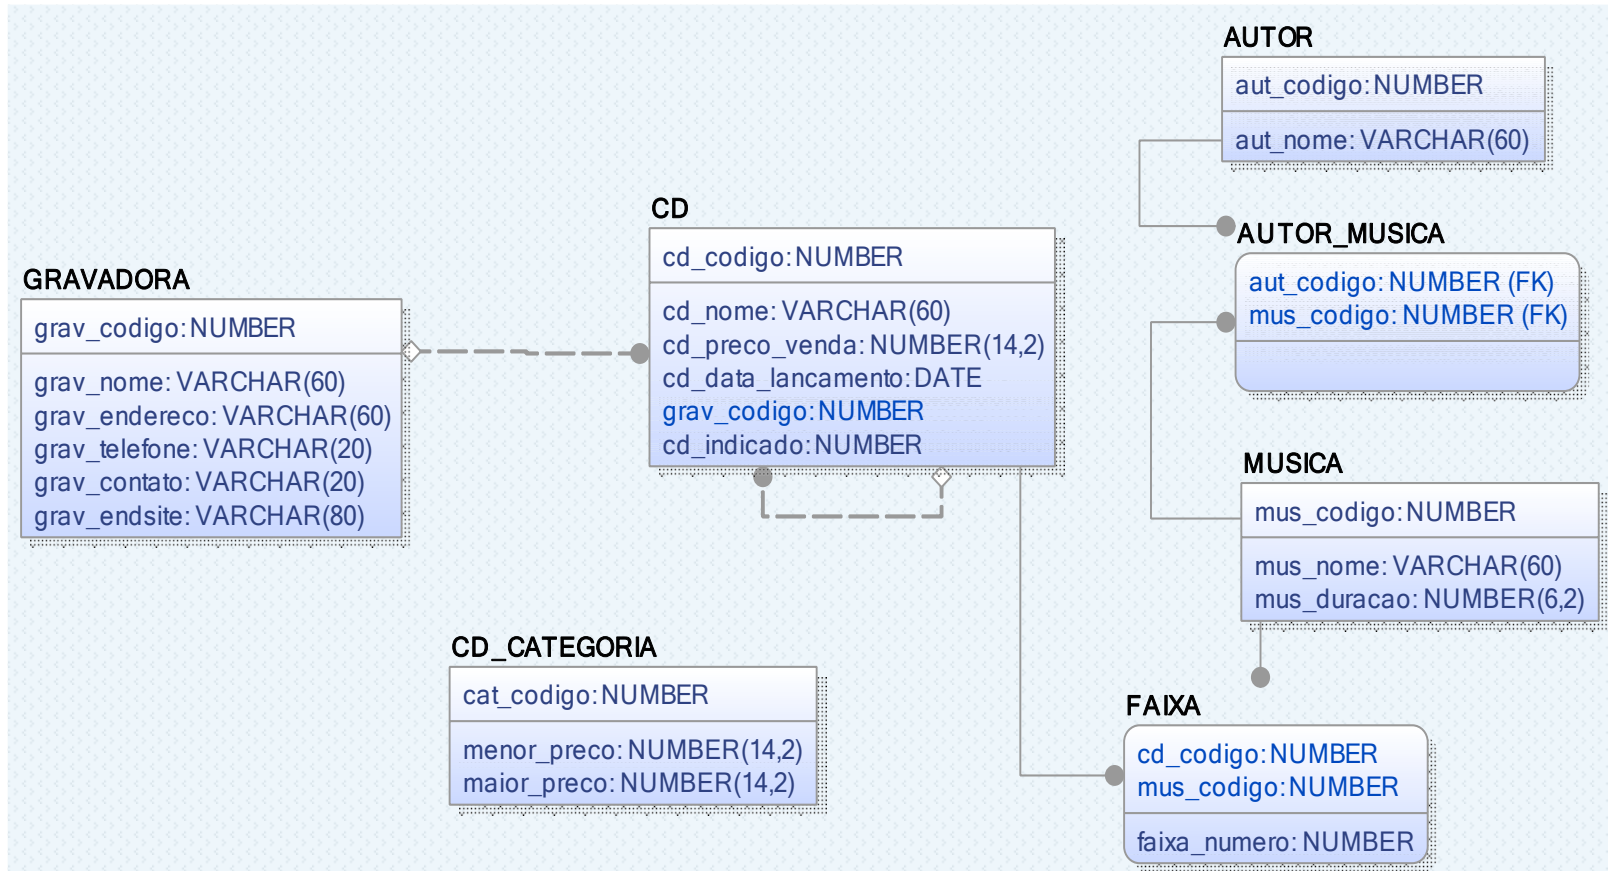 GRAVADORA
grav_codigo:NUMBER
grav_nome: VARCHAR(60)
grav_endereco: VARCHAR(60)
grav_telefone: VARCHAR(20)
grav_contato: VARCHAR(20)
grav_endsite: VARCHAR(80)
CD
cd_codigo:NUMBER
cd_nome: VARCHAR(60)
cd_preco_venda: NUMBER(14,2)
cd_data_lancamento: DATE
grav_codigo:NUMBER
cd_indicado:NUMBER
CD_CATEGORIA
cat_codigo:NUMBER
menor_preco: NUMBER(14,2)
maior_preco: NUMBER(14,2)
AUTOR
aut_codigo:NUMBER
aut_nome: VARCHAR(60)
AUTOR_MUSICA
aut_codigo: NUMBER (FK)
mus_codigo: NUMBER (FK)
MUSICA
mus_codigo:NUMBER
mus_nome: VARCHAR(60)
mus_duracao: NUMBER(6,2)
FAIXA
cd_codigo:NUMBER
mus_codigo:NUMBER
faixa_numero: NUMBER